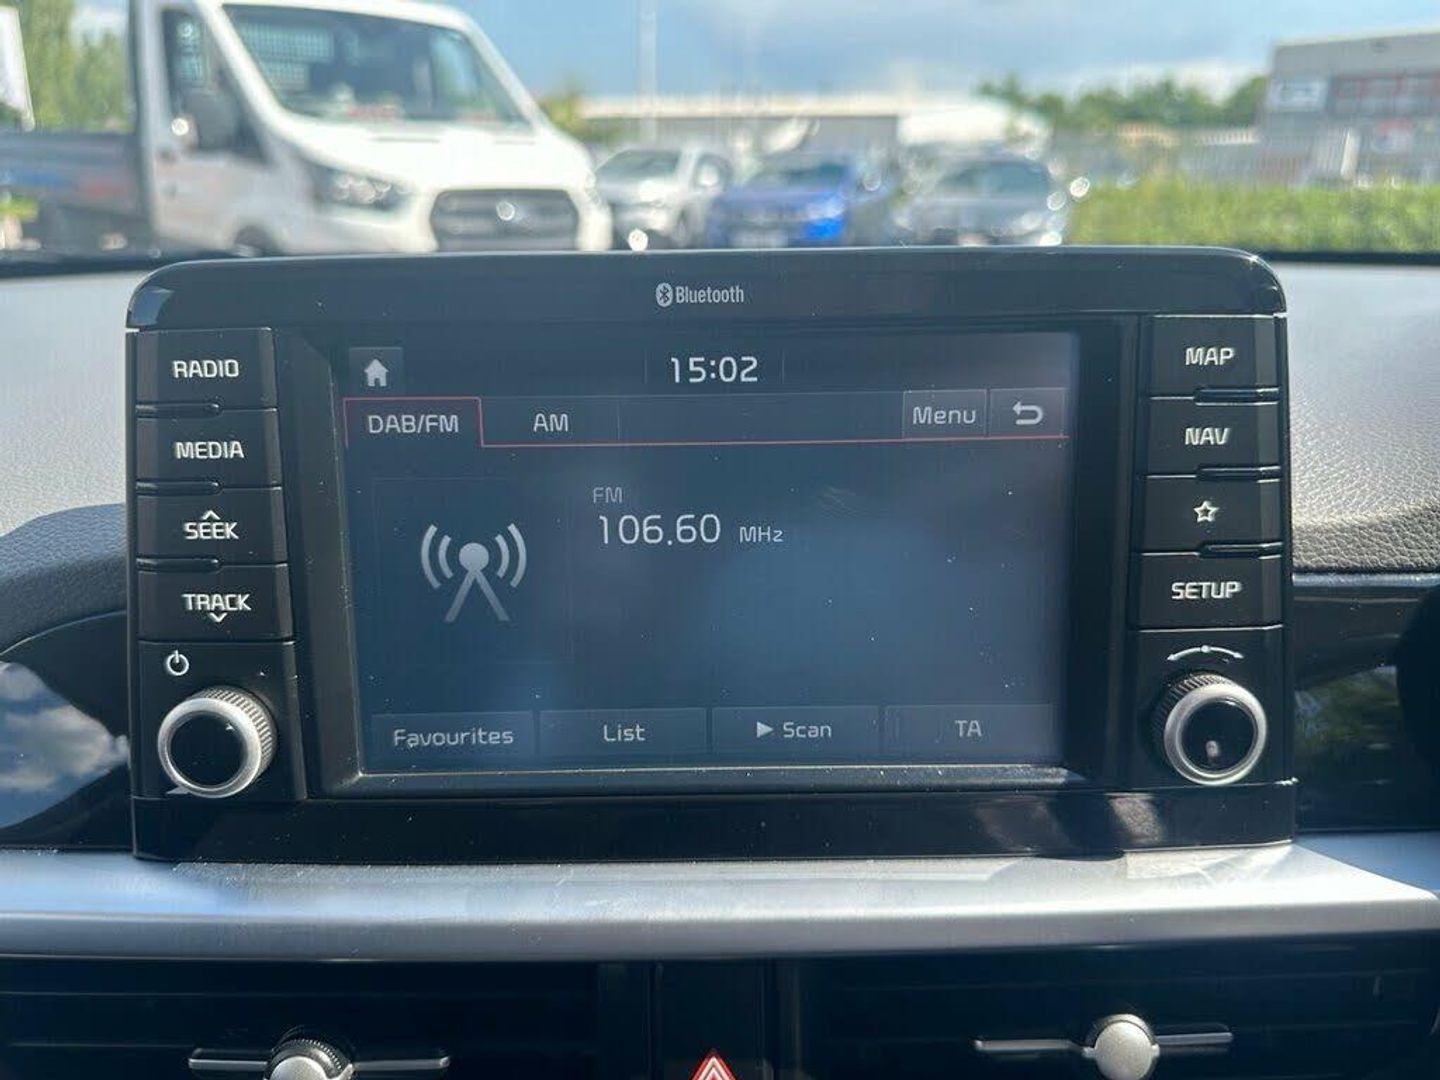 Bluetooth
RADIO
MEDIA
SEEK
TRACK
15:02
DAB/FM AM Menu
FM
106.60 MHz
Favourites List Scan TA
MAP
NAV
SETUP